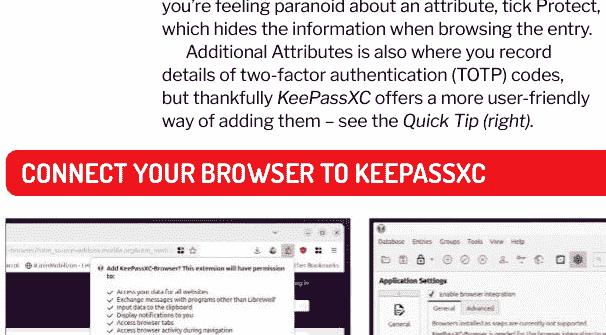 you're feeling paranoid about an attribute, tick Protect,
which hides the information when browsing the entry.
Additional Attributes is also where you record
details of two-factor authentication (TOTP) codes,
but thankfully KeePassXC offers a more user-friendly
way of adding them – see the Quick Tip (right).
CONNECT YOUR BROWSER TO KEEPASSXC
Add KeePassXC-Browser? This extension will have permission
to:
Access your data for all websites
Exchange messages with programs other than Librewolf
Input data to the clipboard
Display notifications to you
Access browser tabs
Access browser activity during navigation
Database Entries Groups Tools View Help
Application Settings
General
Enable browser integration
General Advanced
Browsers installed as snaps are currently not supported.